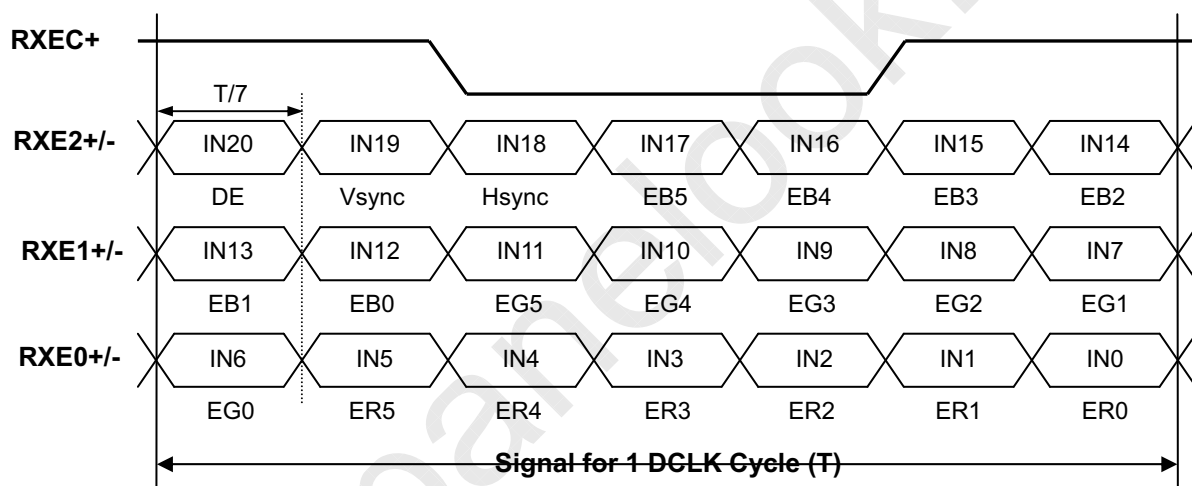 RXEC+
T/7
RXE2+/- IN20 IN19 IN18 IN17 IN16 IN15 IN14
DE Vsync Hsync EB5 EB4 EB3 EB2
RXE1+/- IN13 IN12 IN11 IN10 IN9 IN8 IN7
EB1 EB0 EG5 EG4 EG3 EG2 EG1
RXE0+/- IN6 IN5 IN4 IN3 IN2 IN1 IN0
EG0 ER5 ER4 ER3 ER2 ER1 ER0
Signal for 1 DCLK Cycle (T)
panelook